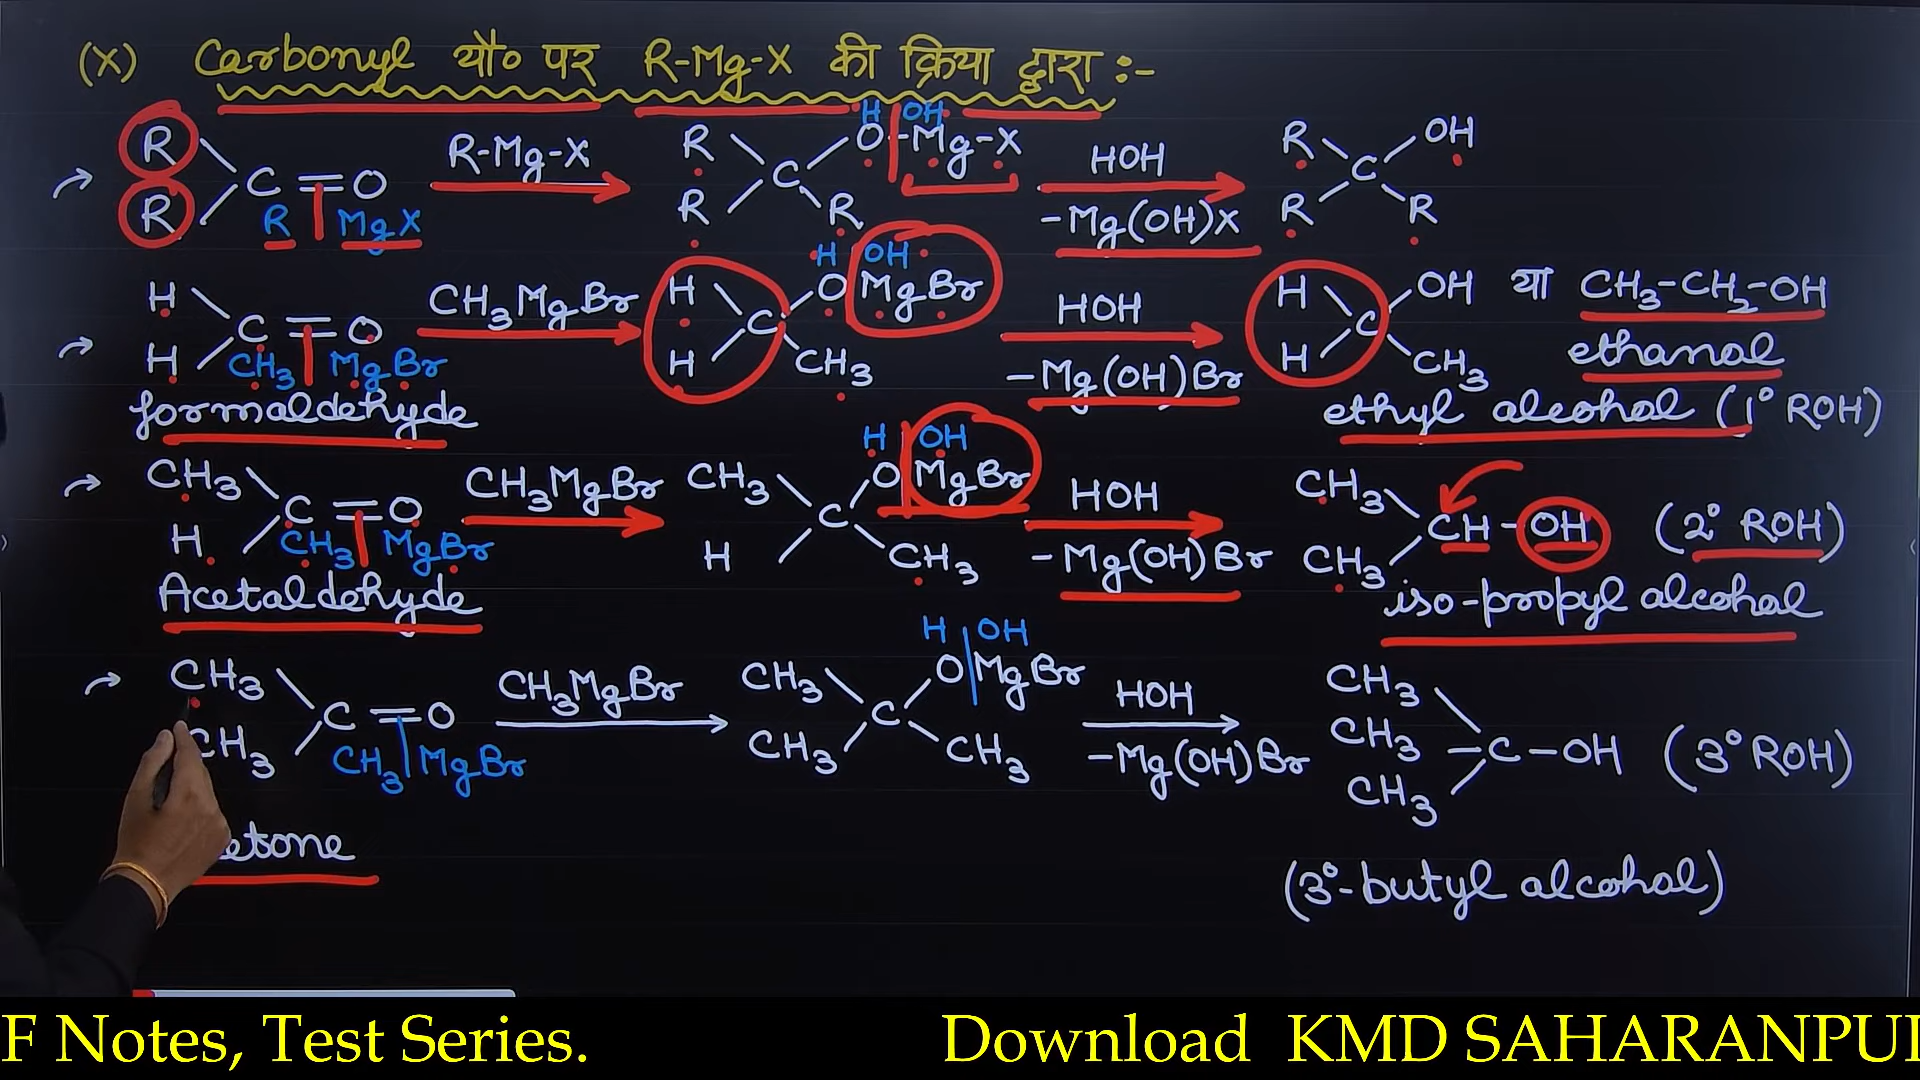 (X) Carbonyl यौ० पर R-Mg-X की क्रिया द्वारा :-
R R C=O R MgX R-Mg-X R R C O-Mg-X R H OH HOH -Mg(OH)X R R C OH R
H H C=O CH₃ MgBr CH₃MgBr H H C O MgBr CH₃ H OH HOH -Mg(OH)Br H H C OH CH₃ या CH₃-CH₂-OH
ethanol
formaldehyde ethyl alcohol (1° ROH)
CH₃ H C=O CH₃ MgBr CH₃MgBr CH₃ H C O MgBr CH₃ H OH HOH -Mg(OH)Br CH₃ CH₃ CH-OH (2° ROH)
Acetaldehyde iso-propyl alcohol
CH₃ CH₃ C=O CH₃ MgBr CH₃MgBr CH₃ CH₃ C O MgBr CH₃ H OH HOH -Mg(OH)Br CH₃ CH₃ CH₃ C-OH (3° ROH)
etone
(3°-butyl alcohol)
F Notes, Test Series. Download KMD SAHARANPU